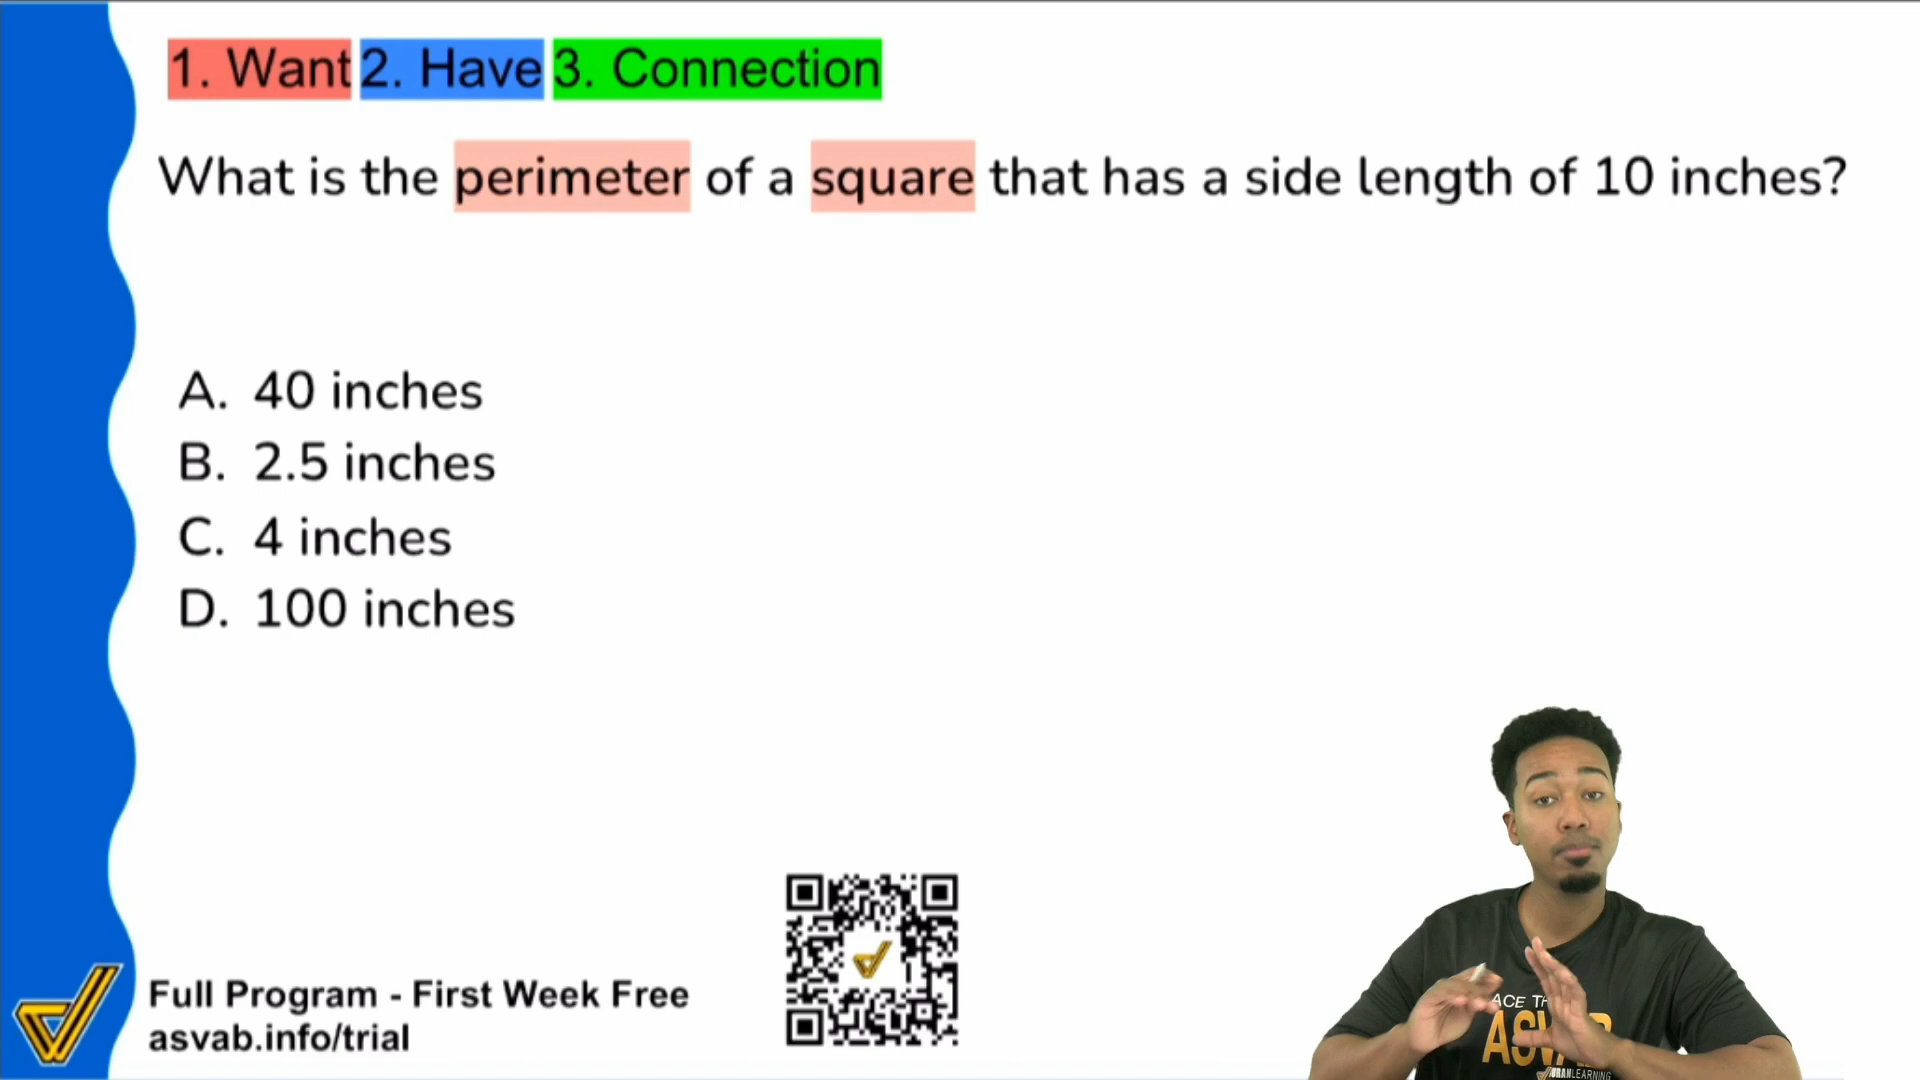 1. Want 2. Have 3. Connection
What is the perimeter of a square that has a side length of 10 inches?
A. 40 inches
B. 2.5 inches
C. 4 inches
D. 100 inches
Full Program - First Week Free
asvab.info/trial
ACE